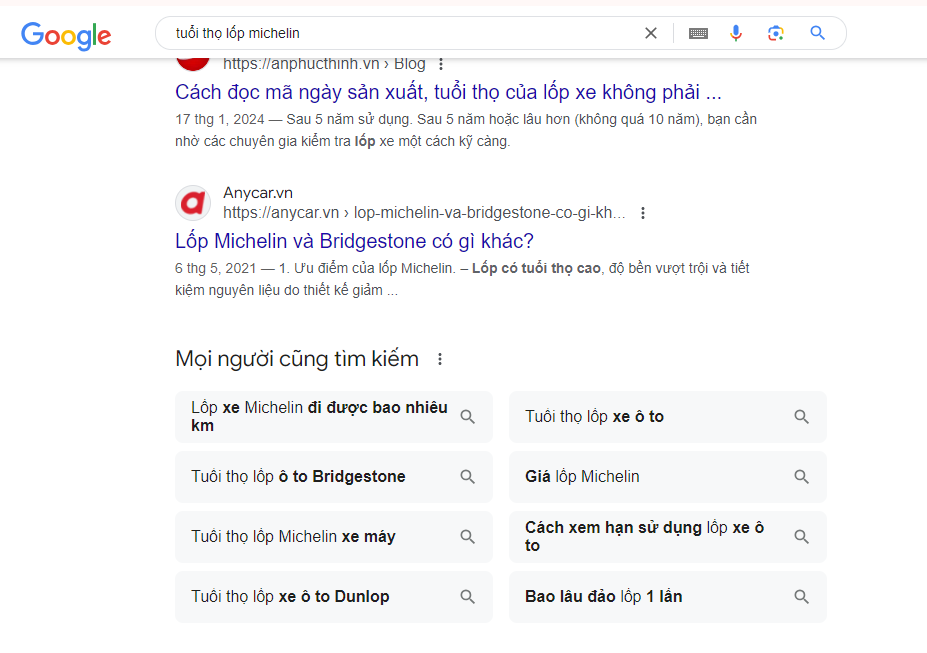 Google
tuổi thọ lốp michelin
https://anphucthinh.vn › Blog
Cách đọc mã ngày sản xuất, tuổi thọ của lốp xe không phải ...
17 thg 1, 2024 — Sau 5 năm sử dụng. Sau 5 năm hoặc lâu hơn (không quá 10 năm), bạn cần
nhờ các chuyên gia kiểm tra lốp xe một cách kỹ càng.
Anycar.vn
https://anycar.vn › lop-michelin-va-bridgestone-co-gi-kh...
Lốp Michelin và Bridgestone có gì khác?
6 thg 5, 2021 — 1. Ưu điểm của lốp Michelin. – Lốp có tuổi thọ cao, độ bền vượt trội và tiết
kiệm nguyên liệu do thiết kế giảm ...
Mọi người cũng tìm kiếm
Lốp xe Michelin đi được bao nhiêu
km
Tuổi thọ lốp xe ô to
Tuổi thọ lốp ô to Bridgestone
Giá lốp Michelin
Tuổi thọ lốp Michelin xe máy
Cách xem hạn sử dụng lốp xe ô
to
Tuổi thọ lốp xe ô to Dunlop
Bao lâu đảo lốp 1 lần